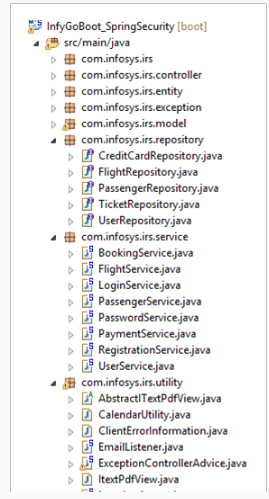 InfyGoBoot_SpringSecurity [boot]
src/main/java
com.infosys.irs
com.infosys.irs.controller
com.infosys.irs.entity
com.infosys.irs.exception
com.infosys.irs.model
com.infosys.irs.repository
CreditCardRepository.java
FlightRepository.java
PassengerRepository.java
TicketRepository.java
UserRepository.java
com.infosys.irs.service
BookingService.java
FlightService.java
LoginService.java
PassengerService.java
PasswordService.java
PaymentService.java
RegistrationService.java
UserService.java
com.infosys.irs.utility
AbstractITextPdfView.java
CalendarUtility.java
ClientErrorInformation.java
EmailListener.java
ExceptionControllerAdvice.java
ItextPdfView.java